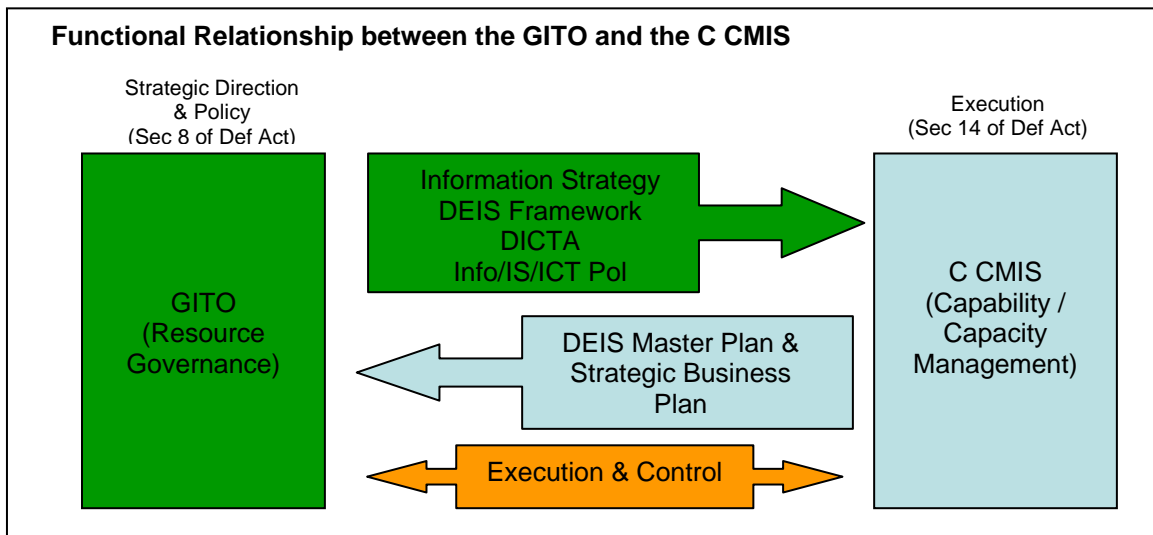 Functional Relationship between the GITO and the C CMIS
Strategic Direction
& Policy
(Sec 8 of Def Act)
Execution
(Sec 14 of Def Act)
GITO
(Resource
Governance)
Information Strategy
DEIS Framework
DICTA
Info/IS/ICT Pol
DEIS Master Plan &
Strategic Business
Plan
Execution & Control
C CMIS
(Capability /
Capacity
Management)